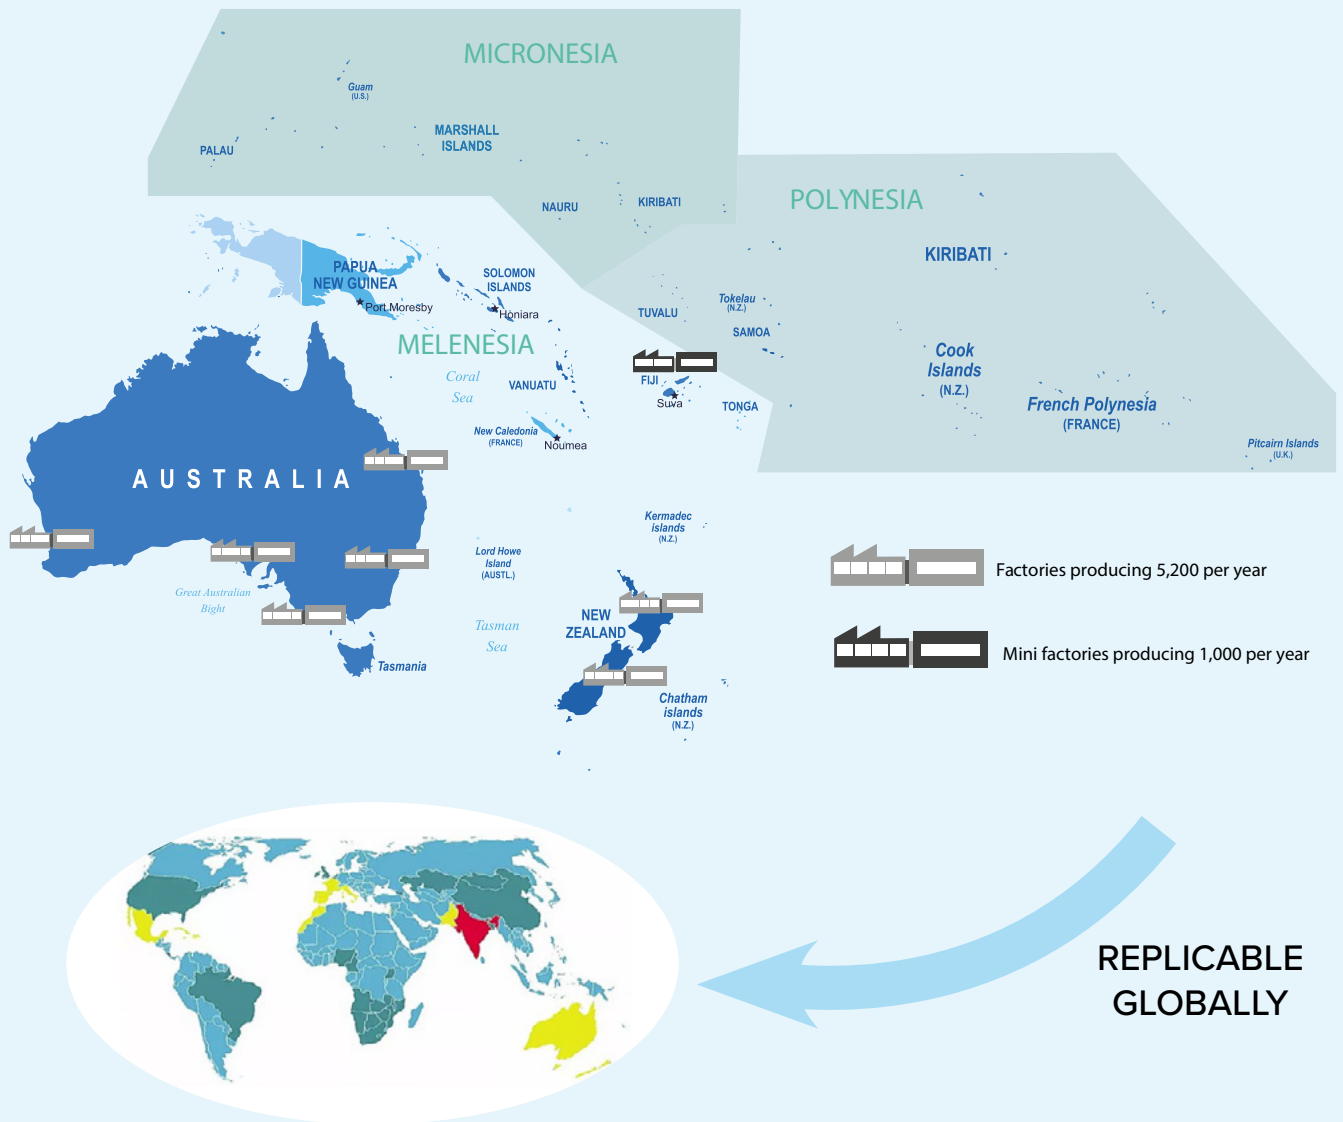 MICRONESIA
Guam
(U.S.)
MARSHALL
ISLANDS
PALAU
NAURU
KIRIBATI
POLYNESIA
KIRIBATI
PAPUA
NEW GUINEA
Port Moresby
SOLOMON
ISLANDS
Honiara
TUVALU
Tokelau
(N.Z.)
SAMOA
MELENESIA
Coral
Sea
VANUATU
FIJI
Suva
TONGA
Cook
Islands
(N.Z.)
French Polynesia
(FRANCE)
Pitcairn Islands
(U.K.)
New Caledonia
(FRANCE)
Noumea
AUSTRALIA
Kermadec
islands
(N.Z.)
Lord Howe
Island
(AUSTL.)
Great Australian
Bight
Tasman
Sea
NEW
ZEALAND
Tasmania
Chatham
islands
(N.Z.)
Factories producing 5,200 per year
Mini factories producing 1,000 per year
REPLICABLE
GLOBALLY